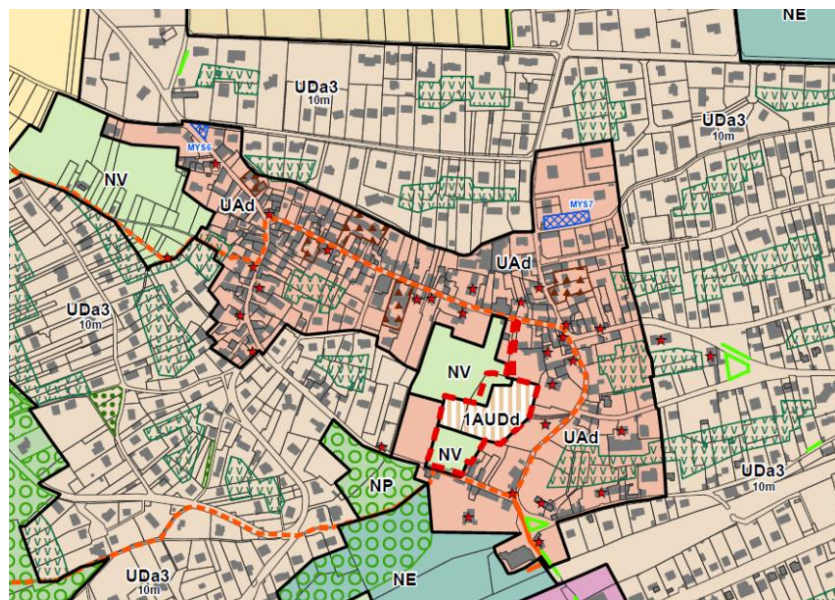 NE
UDa3
10m
UDa3
10m
MYS6
NV
UAd
MYS7
UAd
UDa3
10m
NV
1AUDd
UAd
NV
UDa3
10m
NP
NE
UDa3
10m